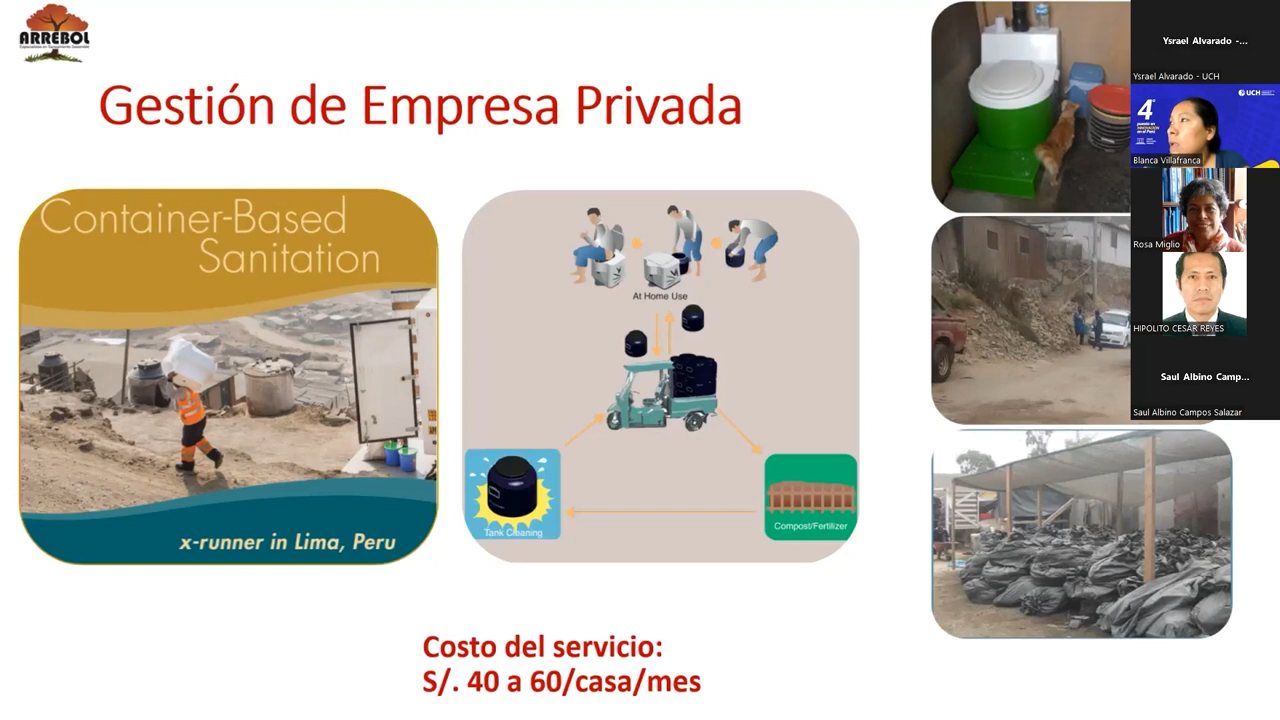 ARRÉBOL
Gestión de Empresa Privada
Container-Based
Sanitation
x-runner in Lima, Peru
At Home Use
Tank Cleaning
Compost/Fertilizer
Costo del servicio:
S/. 40 a 60/casa/mes
Ysrael Alvarado -...
Ysrael Alvarado - UCH
4°
UCH
Blanca Villafranca
Rosa Miglio
HIPOLITO CESAR REYES
Saul Albino Camp...
Saul Albino Campos Salazar